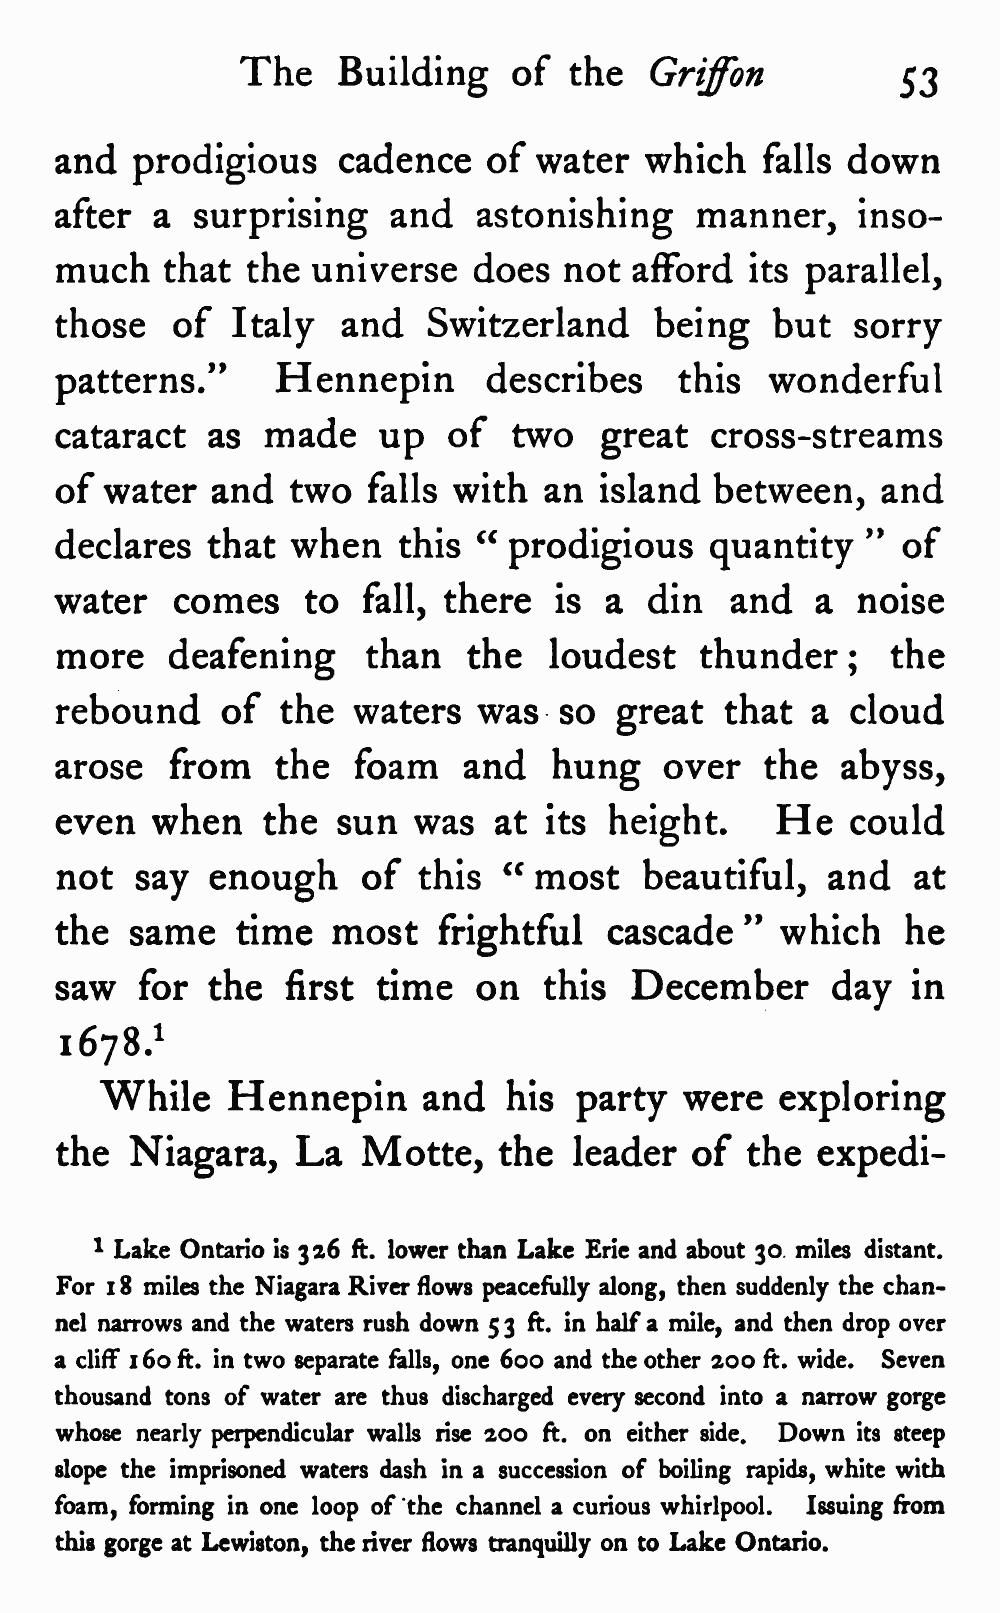 The Building of the Griffon 53
and prodigious cadence of water which falls down
after a surprising and astonishing manner, inso-
much that the universe does not afford its parallel,
those of Italy and Switzerland being but sorry
patterns.” Hennepin describes this wonderful
cataract as made up of two great cross-streams
of water and two falls with an island between, and
declares that when this “ prodigious quantity ” of
water comes to fall, there is a din and a noise
more deafening than the loudest thunder ; the
rebound of the waters was so great that a cloud
arose from the foam and hung over the abyss,
even when the sun was at its height. He could
not say enough of this “ most beautiful, and at
the same time most frightful cascade ” which he
saw for the first time on this December day in
1678.¹
While Hennepin and his party were exploring
the Niagara, La Motte, the leader of the expedi-
¹ Lake Ontario is 326 ft. lower than Lake Erie and about 30 miles distant.
For 18 miles the Niagara River flows peacefully along, then suddenly the chan-
nel narrows and the waters rush down 53 ft. in half a mile, and then drop over
a cliff 160 ft. in two separate falls, one 600 and the other 200 ft. wide. Seven
thousand tons of water are thus discharged every second into a narrow gorge
whose nearly perpendicular walls rise 200 ft. on either side. Down its steep
slope the imprisoned waters dash in a succession of boiling rapids, white with
foam, forming in one loop of the channel a curious whirlpool. Issuing from
this gorge at Lewiston, the river flows tranquilly on to Lake Ontario.